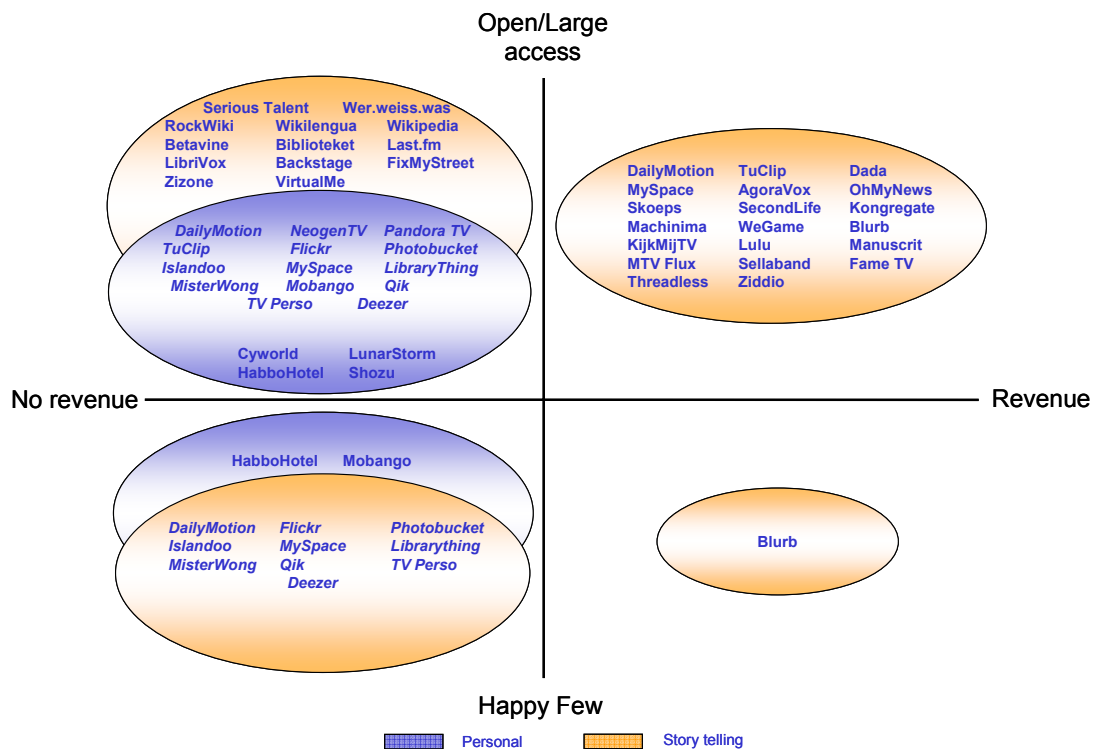 Open/Large
access
Serious Talent Wer.weiss.was
RockWiki Wikilengua Wikipedia
Betavine Biblioteket Last.fm
LibriVox Backstage FixMyStreet
Zizone VirtualMe
DailyMotion NeogenTV Pandora TV
TuClip Flickr Photobucket
Islandoo MySpace LibraryThing
MisterWong Mobango Qik
TV Perso Deezer
Cyworld LunarStorm
HabboHotel Shozu
DailyMotion TuClip Dada
MySpace AgoraVox OhMyNews
Skoeps SecondLife Kongregate
Machinima WeGame Blurb
KijkMijTV Lulu Manuscrit
MTV Flux Sellaband Fame TV
Threadless Ziddio
No revenue
Revenue
HabboHotel Mobango
DailyMotion Flickr Photobucket
Islandoo MySpace Librarything
MisterWong Qik TV Perso
Deezer
Blurb
Happy Few
Personal
Story telling